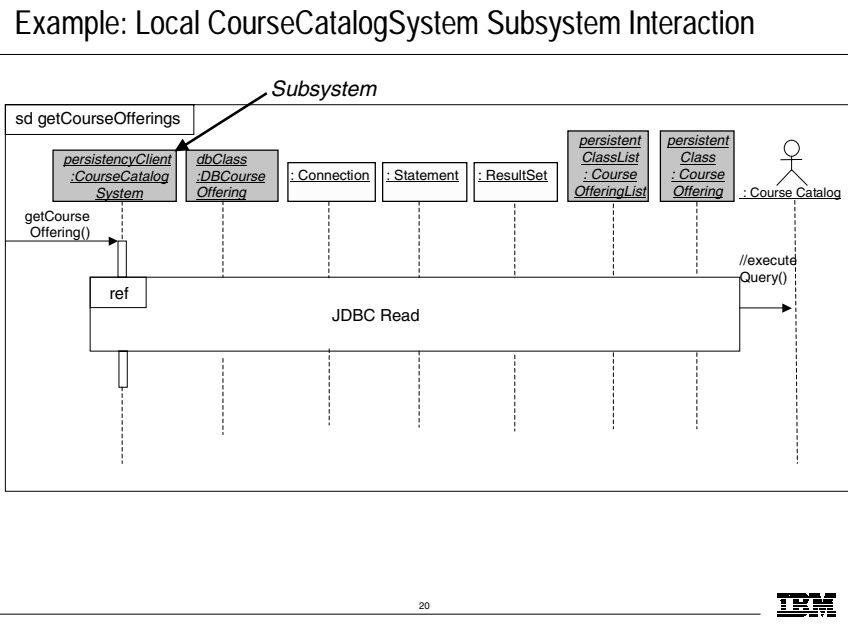 Example: Local CourseCatalogSystem Subsystem Interaction
Subsystem
sd getCourseOfferings
persistencyClient
:CourseCatalog
System
dbClass
:DBCourse
Offering
: Connection
: Statement
: ResultSet
persistent
ClassList
: Course
OfferingList
persistent
Class
: Course
Offering
: Course Catalog
getCourse
Offering()
//execute
Query()
ref
JDBC Read
20
IBM